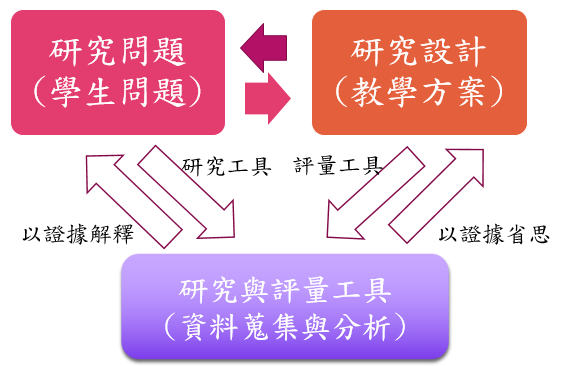 研究問題
（學生問題）
研究設計
（教學方案）
研究工具
評量工具
以證據解釋
以證據省思
研究與評量工具
（資料蒐集與分析）